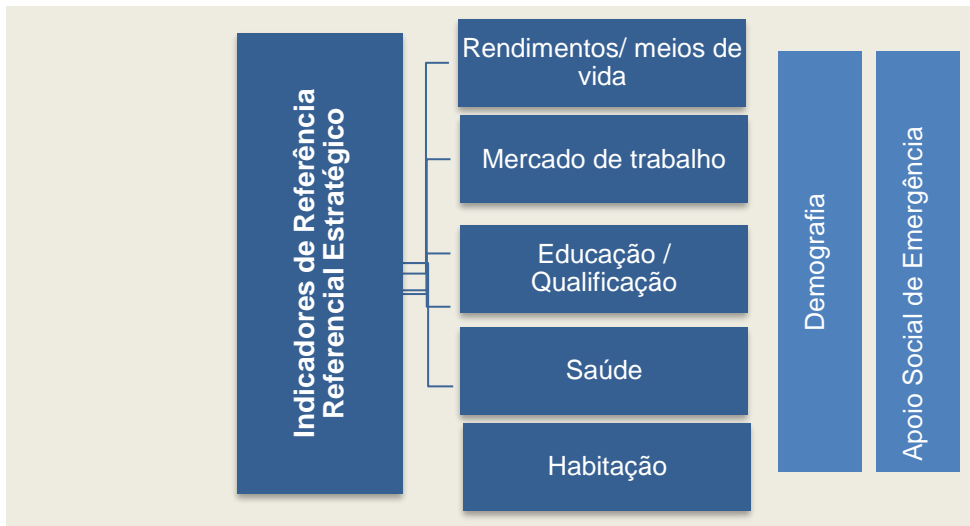 Indicadores de Referência
Referencial Estratégico
Rendimentos/ meios de
vida
Mercado de trabalho
Educação /
Qualificação
Saúde
Habitação
Demografia
Apoio Social de Emergência